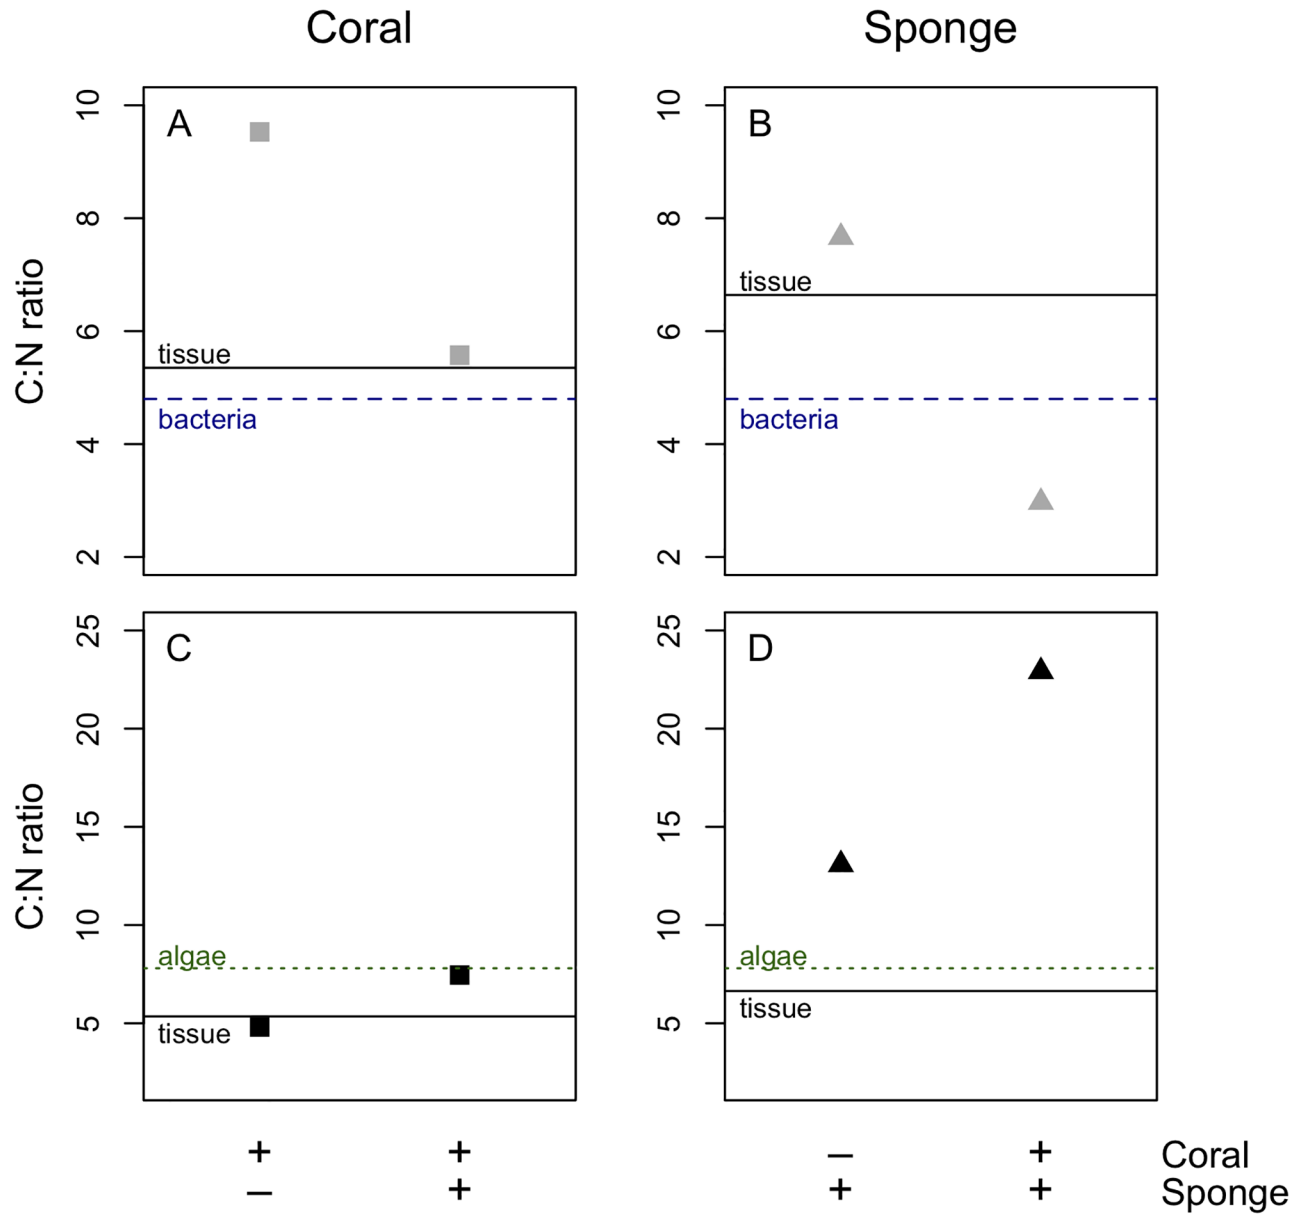 Coral Sponge
A
10
8
6
4
2
C:N ratio
tissue
bacteria
B
10
8
6
4
2
tissue
bacteria
C
25
20
15
10
5
C:N ratio
algae
tissue
D
25
20
15
10
5
algae
tissue
+ + – + Coral
– + + + Sponge